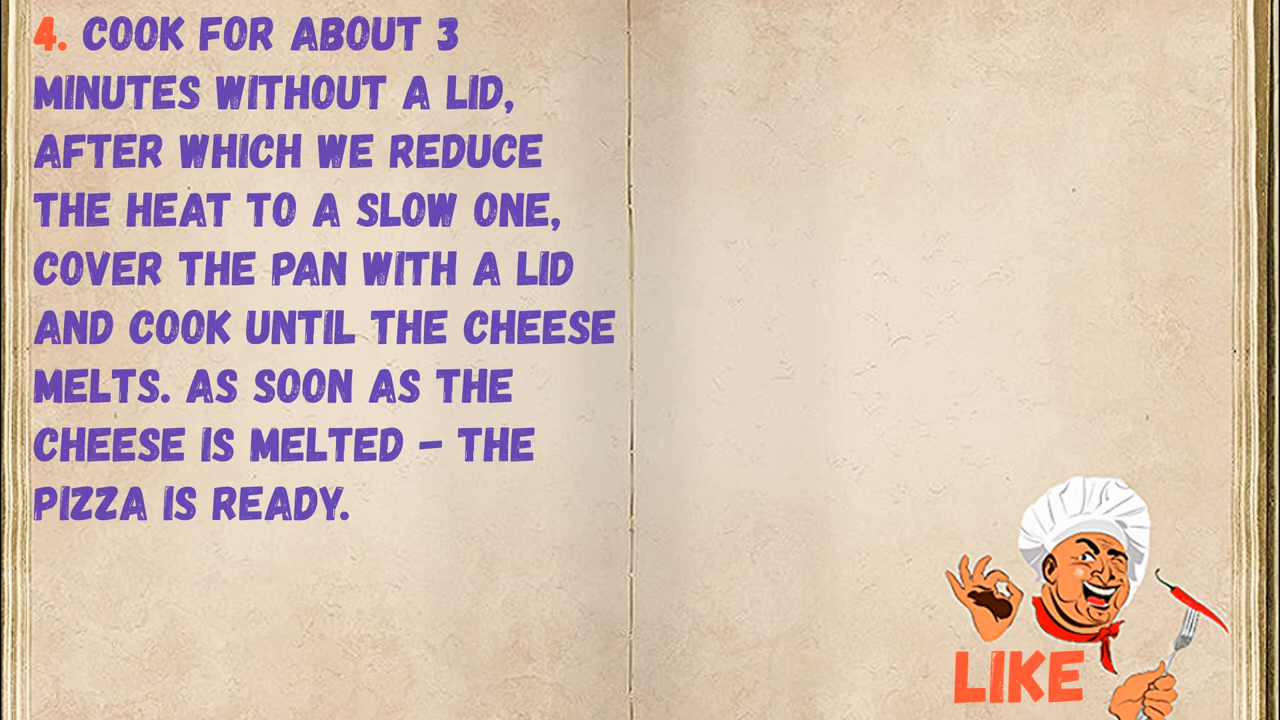 4. COOK FOR ABOUT 3
MINUTES WITHOUT A LID,
AFTER WHICH WE REDUCE
THE HEAT TO A SLOW ONE,
COVER THE PAN WITH A LID
AND COOK UNTIL THE CHEESE
MELTS. AS SOON AS THE
CHEESE IS MELTED – THE
PIZZA IS READY.
LIKE